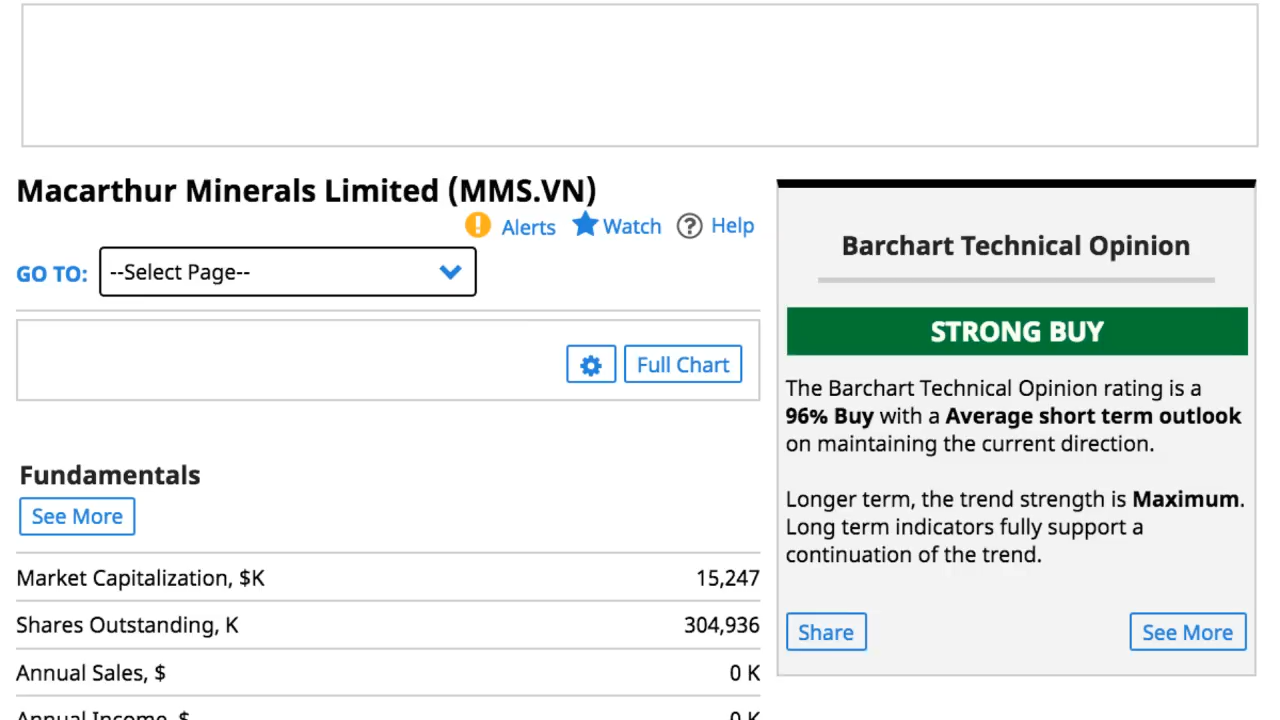 Macarthur Minerals Limited (MMS.VN)
Alerts Watch Help
GO TO: --Select Page--
Full Chart
Fundamentals
See More
Market Capitalization, $K 15,247
Shares Outstanding, K 304,936
Annual Sales, $ 0 K
Annual Income, $ 0 K
Barchart Technical Opinion
STRONG BUY
The Barchart Technical Opinion rating is a
96% Buy with a Average short term outlook
on maintaining the current direction.
Longer term, the trend strength is Maximum.
Long term indicators fully support a
continuation of the trend.
Share See More